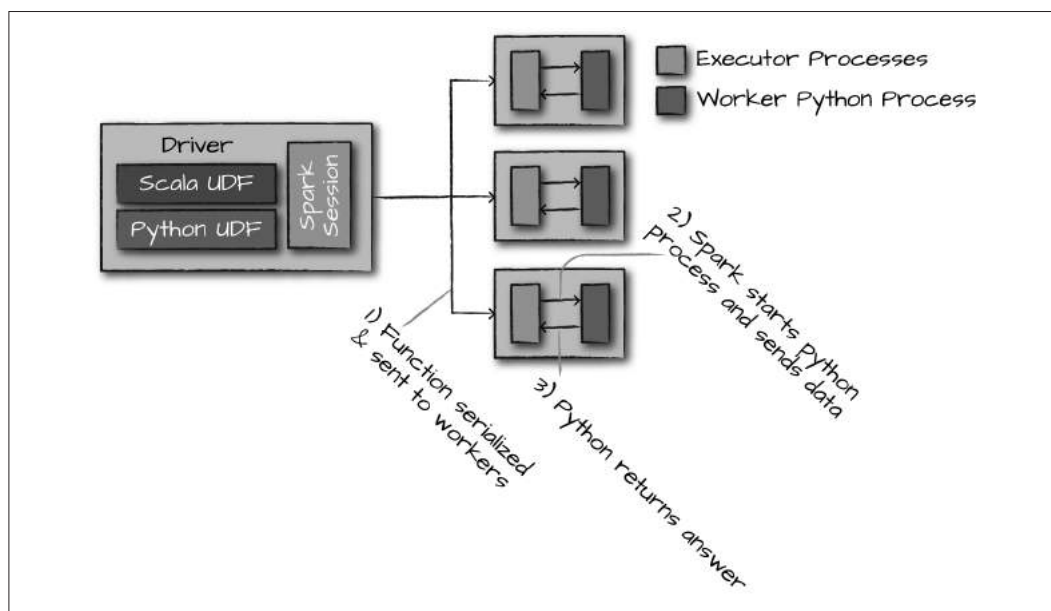 Executor Processes
Worker Python Process
Driver
Scala UDF
Python UDF
Spark
Session
1) Function serialized
& sent to workers
2) Spark starts Python
process and sends data
3) Python returns answer